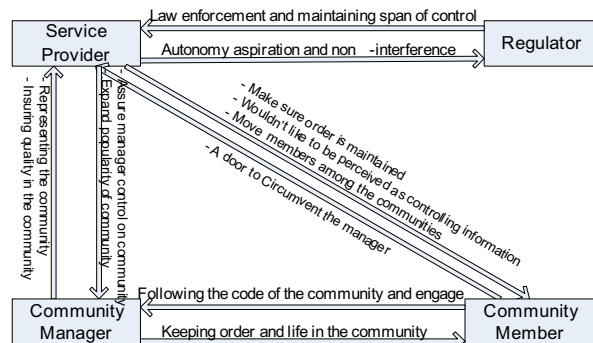 Law enforcement and maintaining span of control
Service
Provider
Regulator
Autonomy aspiration and non -interference
- Make sure order is maintained
- Wouldn't like to be perceived as controlling information
- Move members among the communities
- A door to Circumvent the manager
- Assure manager control on community
- Expand popularity of community
- Representing the community
- Insuring quality in the community
Following the code of the community and engage
Community
Manager
Community
Member
Keeping order and life in the community